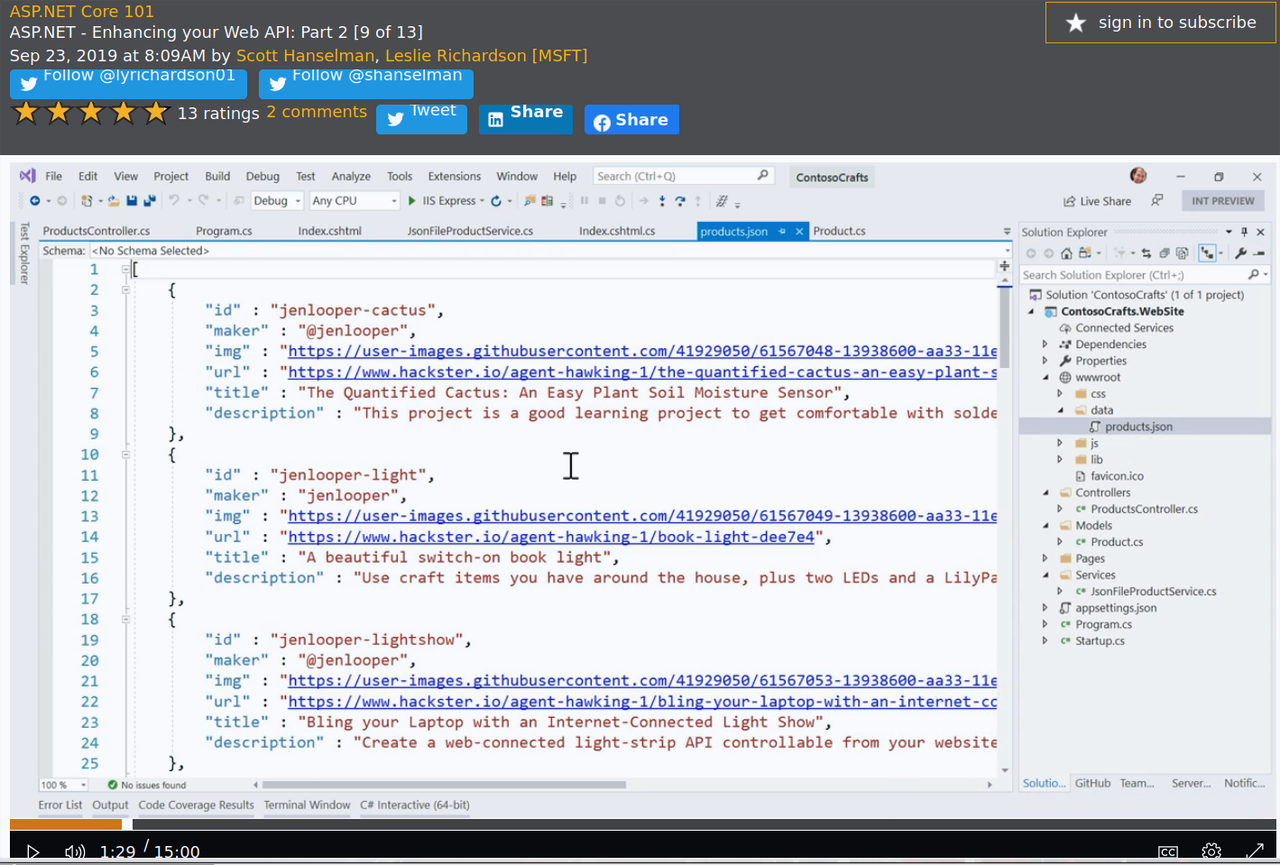 ASP.NET Core 101
ASP.NET - Enhancing your Web API: Part 2 [9 of 13]
Sep 23, 2019 at 8:09AM by Scott Hanselman, Leslie Richardson [MSFT]
sign in to subscribe
Follow @lyrichardson01 Follow @shanselman
13 ratings 2 comments Tweet Share Share
File Edit View Project Build Debug Test Analyze Tools Extensions Window Help Search (Ctrl+Q) ContosoCrafts
Debug Any CPU IIS Express Live Share INT PREVIEW
Test Explorer
ProductsController.cs Program.cs Index.cshtml JsonFileProductService.cs Index.cshtml.cs products.json Product.cs
Schema: <No Schema Selected>
1 [
2 {
3 "id" : "jenlooper-cactus",
4 "maker" : "@jenlooper",
5 "img" : "https://user-images.githubusercontent.com/41929050/61567048-13938600-aa33-11e
6 "url" : "https://www.hackster.io/agent-hawking-1/the-quantified-cactus-an-easy-plant-s
7 "title" : "The Quantified Cactus: An Easy Plant Soil Moisture Sensor",
8 "description" : "This project is a good learning project to get comfortable with solde
9 },
10 {
11 "id" : "jenlooper-light",
12 "maker" : "jenlooper",
13 "img" : "https://user-images.githubusercontent.com/41929050/61567049-13938600-aa33-11e
14 "url" : "https://www.hackster.io/agent-hawking-1/book-light-dee7e4",
15 "title" : "A beautiful switch-on book light",
16 "description" : "Use craft items you have around the house, plus two LEDs and a LilyPa
17 },
18 {
19 "id" : "jenlooper-lightshow",
20 "maker" : "@jenlooper",
21 "img" : "https://user-images.githubusercontent.com/41929050/61567053-13938600-aa33-11e
22 "url" : "https://www.hackster.io/agent-hawking-1/bling-your-laptop-with-an-internet-co
23 "title" : "Bling your Laptop with an Internet-Connected Light Show",
24 "description" : "Create a web-connected light-strip API controllable from your website
25 },
100 % No issues found
Error List Output Code Coverage Results Terminal Window C# Interactive (64-bit)
Solution Explorer
Search Solution Explorer (Ctrl+;)
Solution 'ContosoCrafts' (1 of 1 project)
ContosoCrafts.WebSite
Connected Services
Dependencies
Properties
wwwroot
css
data
products.json
js
lib
favicon.ico
Controllers
C# ProductsController.cs
Models
C# Product.cs
Pages
Services
C# JsonFileProductService.cs
appsettings.json
C# Program.cs
C# Startup.cs
Solutio... GitHub Team... Server... Notific...
1:29 / 15:00 CC